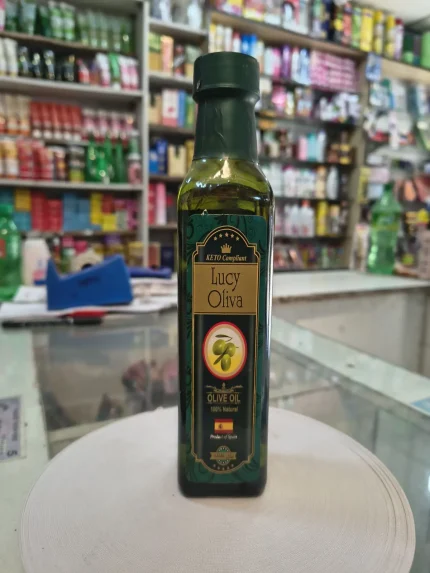 KETO Compliant
Lucy
Oliva
OLIVE OIL
100% Natural
Product of Spain